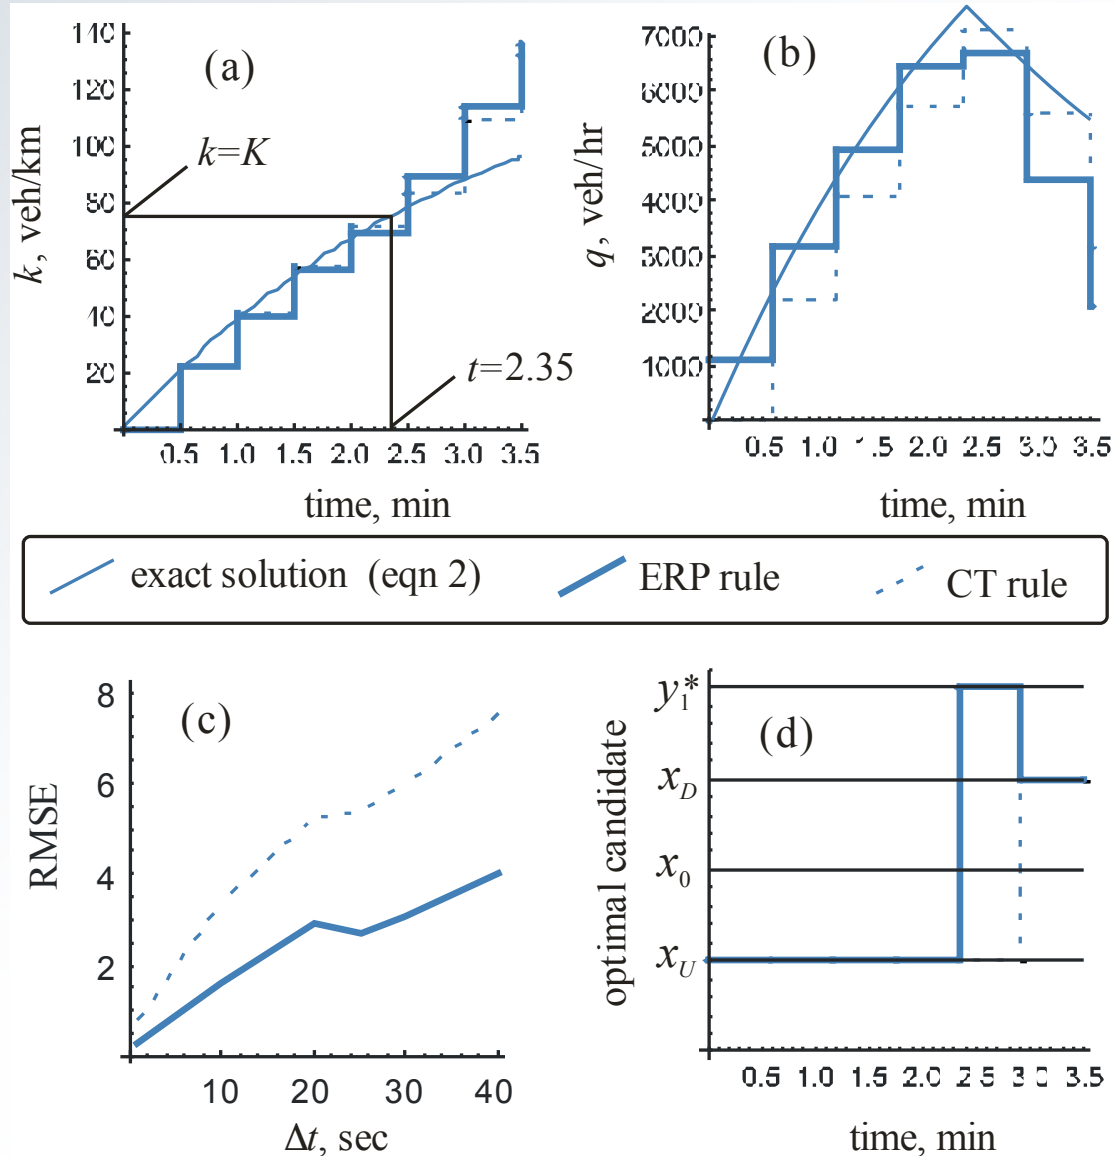 (a)
140
120
100
80
60
40
20
k, veh/km
k=K
t=2.35
0.5 1.0 1.5 2.0 2.5 3.0 3.5
time, min
(b)
7000
6000
5000
4000
3000
2000
1000
q, veh/hr
0.5 1.0 1.5 2.0 2.5 3.0 3.5
time, min
exact solution (eqn 2)
ERP rule
CT rule
(c)
8
6
4
2
RMSE
10 20 30 40
Δt, sec
(d)
optimal candidate
y₁*
x_D
x₀
x_U
0.5 1.0 1.5 2.0 2.5 3.0 3.5
time, min